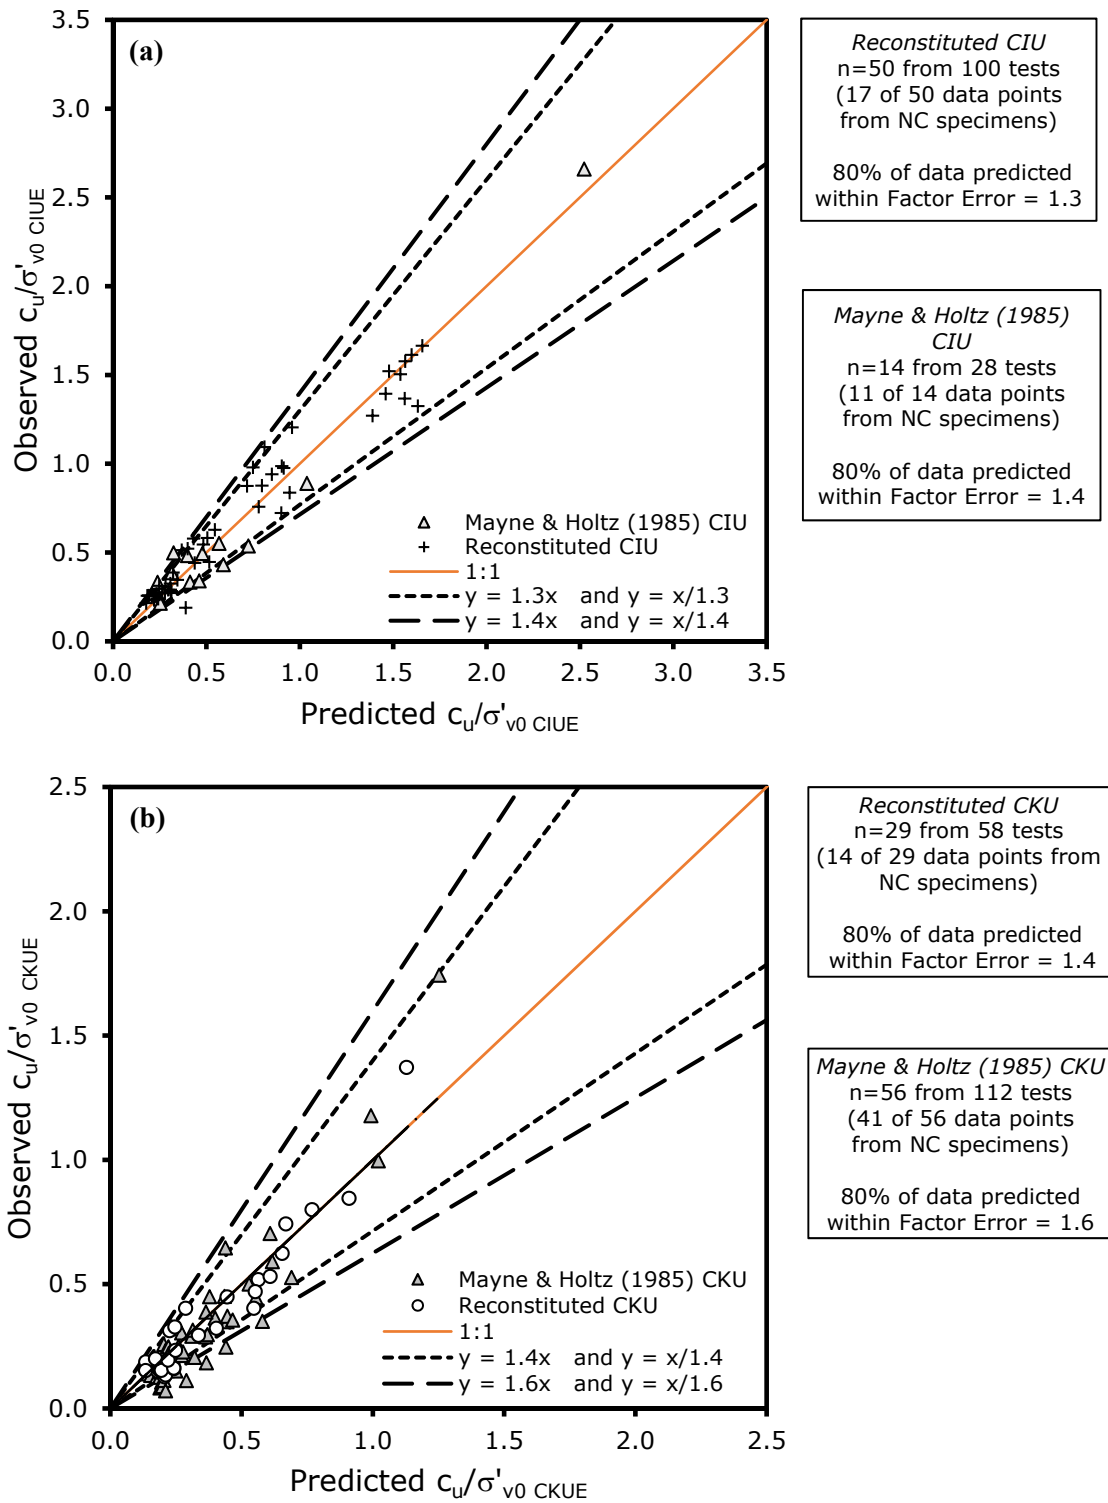 (a)
3.5
3.0
2.5
2.0
1.5
1.0
0.5
0.0
Observed cu/σ'v0 CIUE
Mayne & Holtz (1985) CIU
Reconstituted CIU
1:1
y = 1.3x and y = x/1.3
y = 1.4x and y = x/1.4
0.0 0.5 1.0 1.5 2.0 2.5 3.0 3.5
Predicted cu/σ'v0 CIUE
Reconstituted CIU
n=50 from 100 tests
(17 of 50 data points
from NC specimens)
80% of data predicted
within Factor Error = 1.3
Mayne & Holtz (1985)
CIU
n=14 from 28 tests
(11 of 14 data points
from NC specimens)
80% of data predicted
within Factor Error = 1.4
(b)
2.5
2.0
1.5
1.0
0.5
0.0
Observed cu/σ'v0 CKUE
Mayne & Holtz (1985) CKU
Reconstituted CKU
1:1
y = 1.4x and y = x/1.4
y = 1.6x and y = x/1.6
0.0 0.5 1.0 1.5 2.0 2.5
Predicted cu/σ'v0 CKUE
Reconstituted CKU
n=29 from 58 tests
(14 of 29 data points from
NC specimens)
80% of data predicted
within Factor Error = 1.4
Mayne & Holtz (1985) CKU
n=56 from 112 tests
(41 of 56 data points
from NC specimens)
80% of data predicted
within Factor Error = 1.6